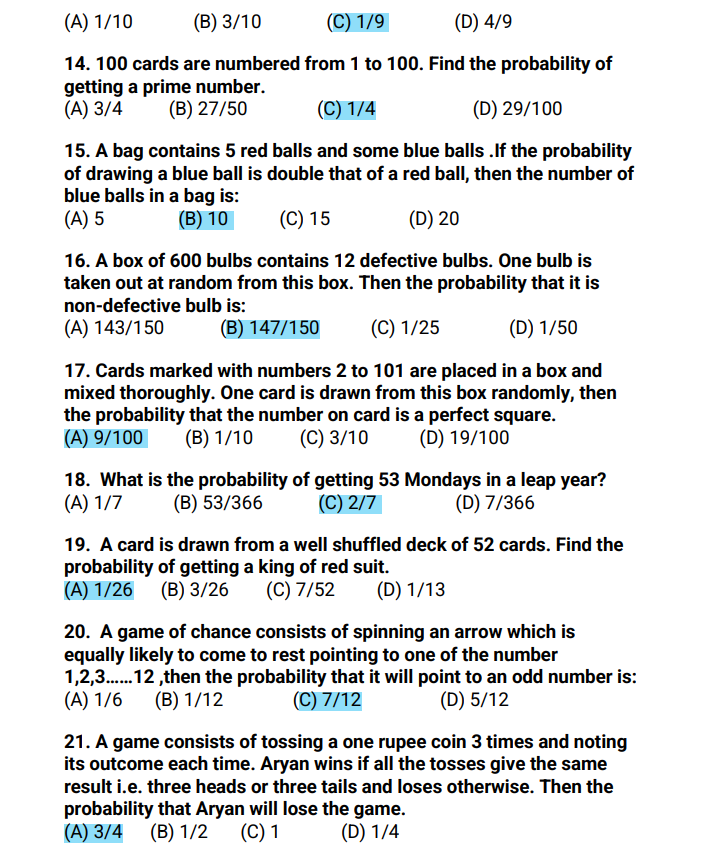 (A) 1/10 (B) 3/10 (C) 1/9 (D) 4/9
14. 100 cards are numbered from 1 to 100. Find the probability of
getting a prime number.
(A) 3/4 (B) 27/50 (C) 1/4 (D) 29/100
15. A bag contains 5 red balls and some blue balls .If the probability
of drawing a blue ball is double that of a red ball, then the number of
blue balls in a bag is:
(A) 5 (B) 10 (C) 15 (D) 20
16. A box of 600 bulbs contains 12 defective bulbs. One bulb is
taken out at random from this box. Then the probability that it is
non-defective bulb is:
(A) 143/150 (B) 147/150 (C) 1/25 (D) 1/50
17. Cards marked with numbers 2 to 101 are placed in a box and
mixed thoroughly. One card is drawn from this box randomly, then
the probability that the number on card is a perfect square.
(A) 9/100 (B) 1/10 (C) 3/10 (D) 19/100
18. What is the probability of getting 53 Mondays in a leap year?
(A) 1/7 (B) 53/366 (C) 2/7 (D) 7/366
19. A card is drawn from a well shuffled deck of 52 cards. Find the
probability of getting a king of red suit.
(A) 1/26 (B) 3/26 (C) 7/52 (D) 1/13
20. A game of chance consists of spinning an arrow which is
equally likely to come to rest pointing to one of the number
1,2,3......12 ,then the probability that it will point to an odd number is:
(A) 1/6 (B) 1/12 (C) 7/12 (D) 5/12
21. A game consists of tossing a one rupee coin 3 times and noting
its outcome each time. Aryan wins if all the tosses give the same
result i.e. three heads or three tails and loses otherwise. Then the
probability that Aryan will lose the game.
(A) 3/4 (B) 1/2 (C) 1 (D) 1/4